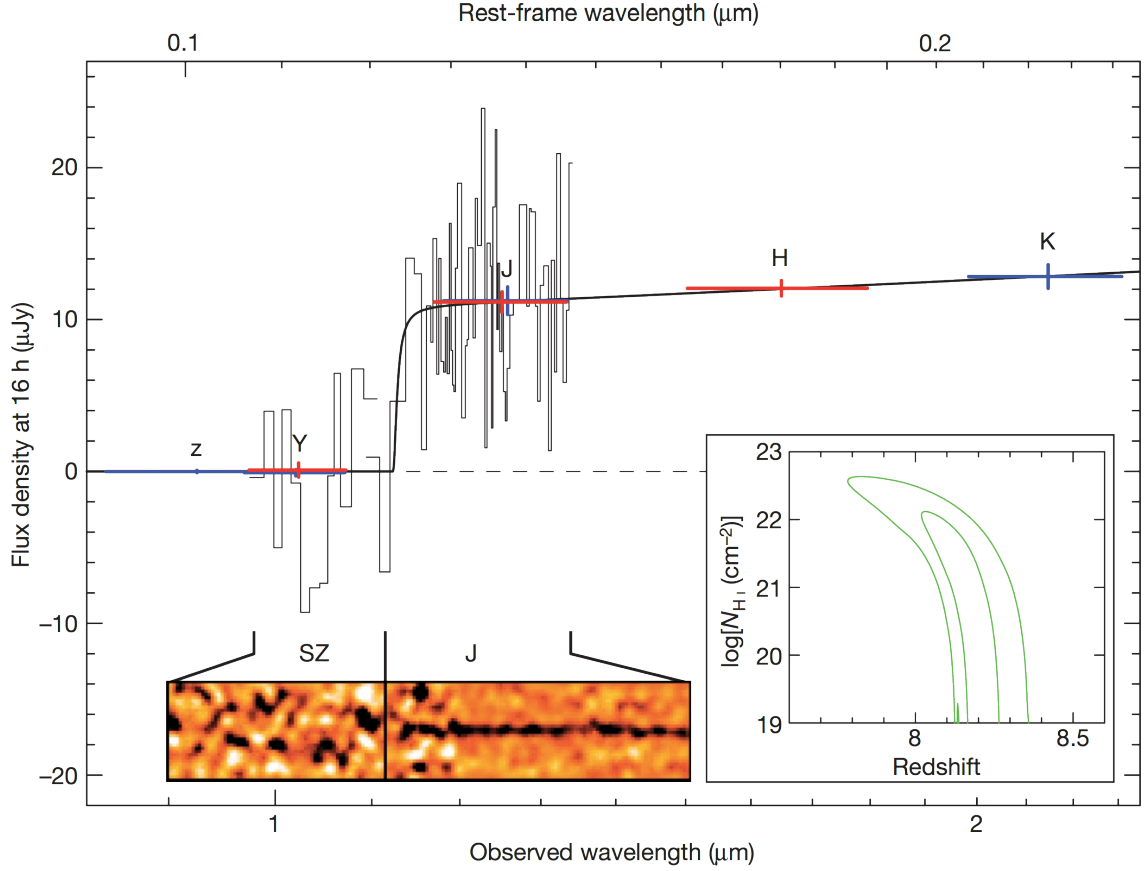 Rest-frame wavelength (μm)
0.1
0.2
20
10
0
−10
−20
Flux density at 16 h (μJy)
z
Y
J
H
K
SZ
J
23
22
21
20
19
log[N_H I (cm⁻²)]
8
8.5
Redshift
1
2
Observed wavelength (μm)